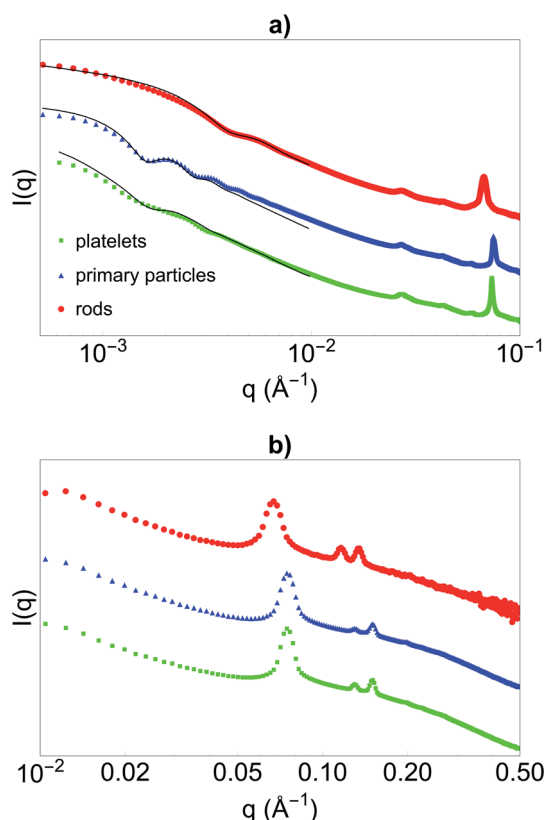 a)
I(q)
platelets
primary particles
rods
10⁻³ 10⁻² 10⁻¹
q (Å⁻¹)
b)
I(q)
10⁻² 0.02 0.05 0.10 0.20 0.50
q (Å⁻¹)